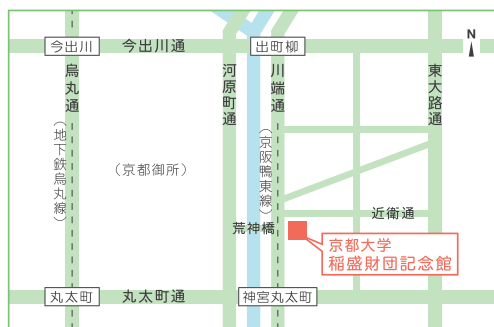 N
今出川
今出川通
出町柳
烏丸通
河原町通
川端通
東大路通
（地下鉄烏丸線）
（京都御所）
（京阪鴨東線）
近衛通
荒神橋
京都大学
稲盛財団記念館
丸太町
丸太町通
神宮丸太町